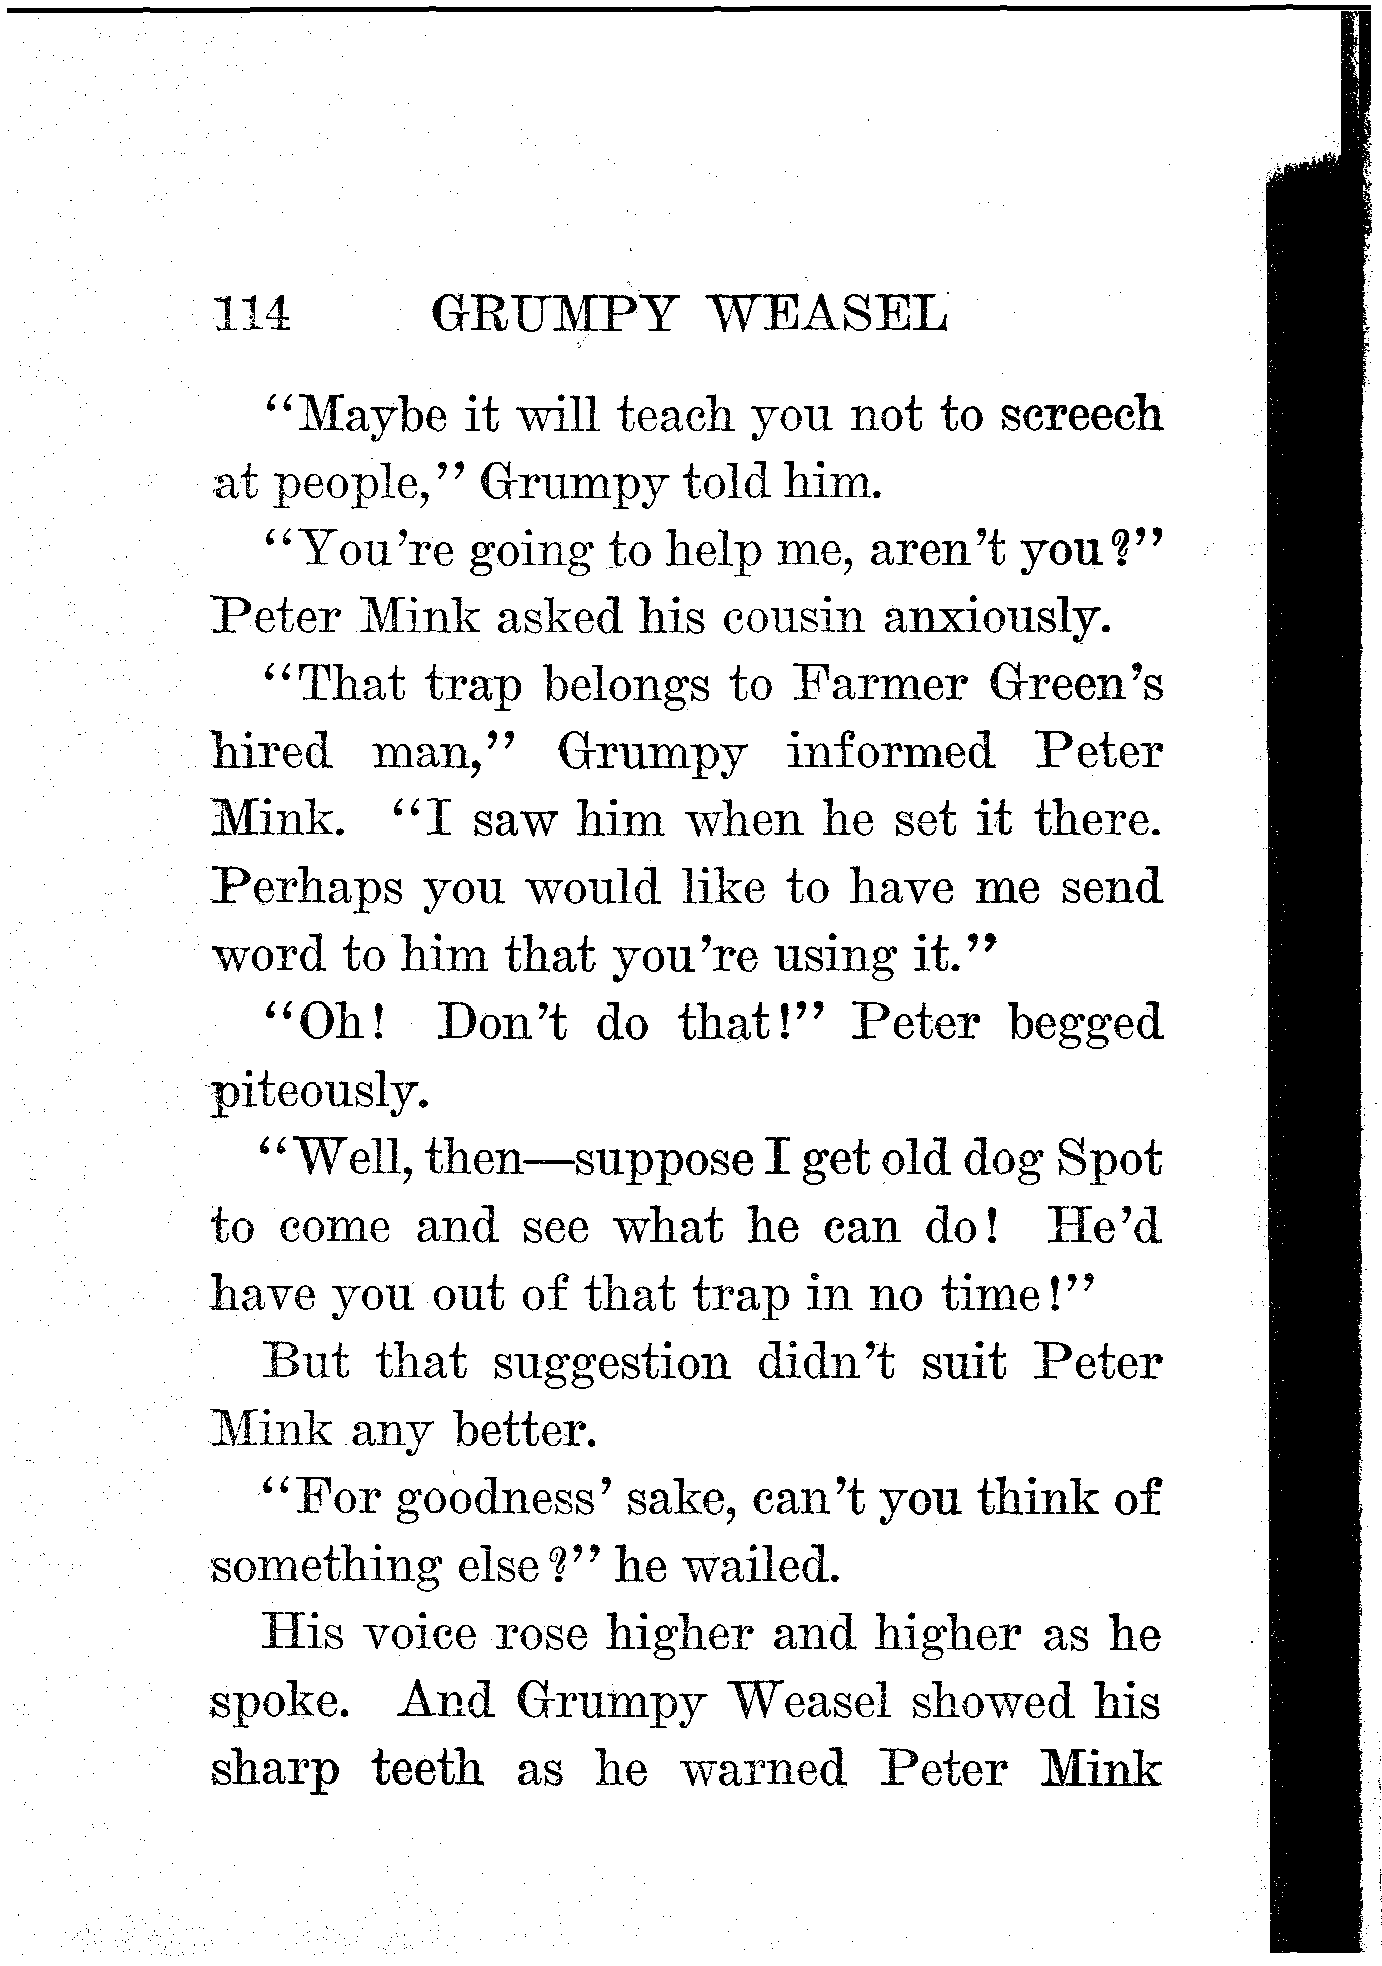 114 GRUMPY WEASEL
“Maybe it will teach you not to screech
at people,” Grumpy told him.
“You’re going to help me, aren’t you?”
Peter Mink asked his cousin anxiously.
“That trap belongs to Farmer Green’s
hired man,” Grumpy informed Peter
Mink. “I saw him when he set it there.
Perhaps you would like to have me send
word to him that you’re using it.”
“Oh! Don’t do that!” Peter begged
piteously.
“Well, then—suppose I get old dog Spot
to come and see what he can do! He’d
have you out of that trap in no time!”
But that suggestion didn’t suit Peter
Mink any better.
“For goodness’ sake, can’t you think of
something else?” he wailed.
His voice rose higher and higher as he
spoke. And Grumpy Weasel showed his
sharp teeth as he warned Peter Mink